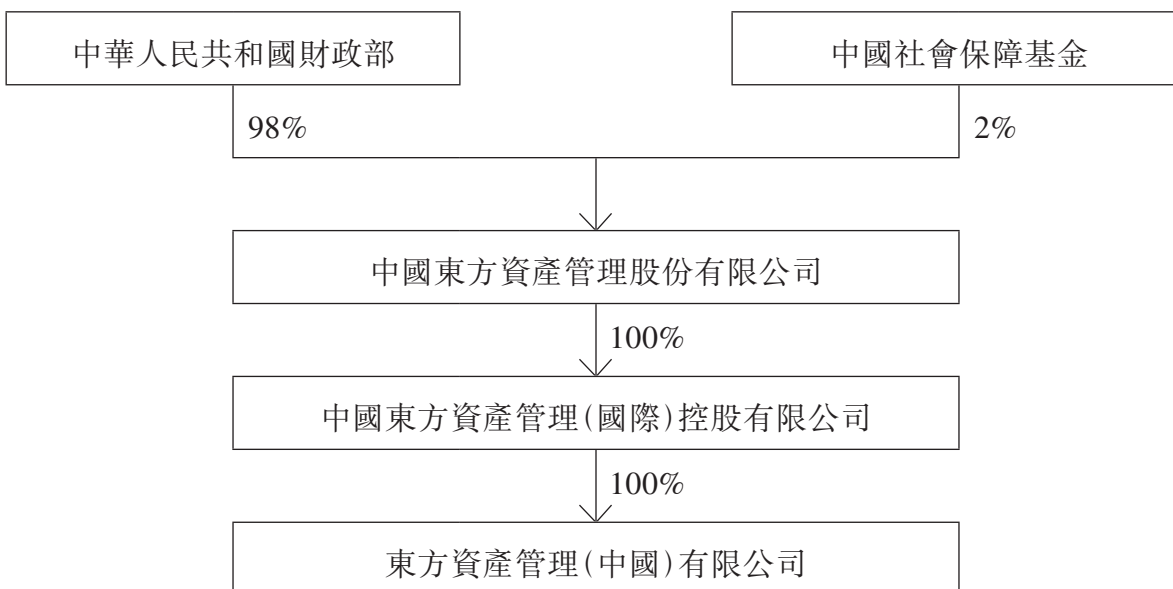 中華人民共和國財政部
中國社會保障基金
98%
2%
中國東方資產管理股份有限公司
100%
中國東方資產管理(國際)控股有限公司
100%
東方資產管理(中國)有限公司